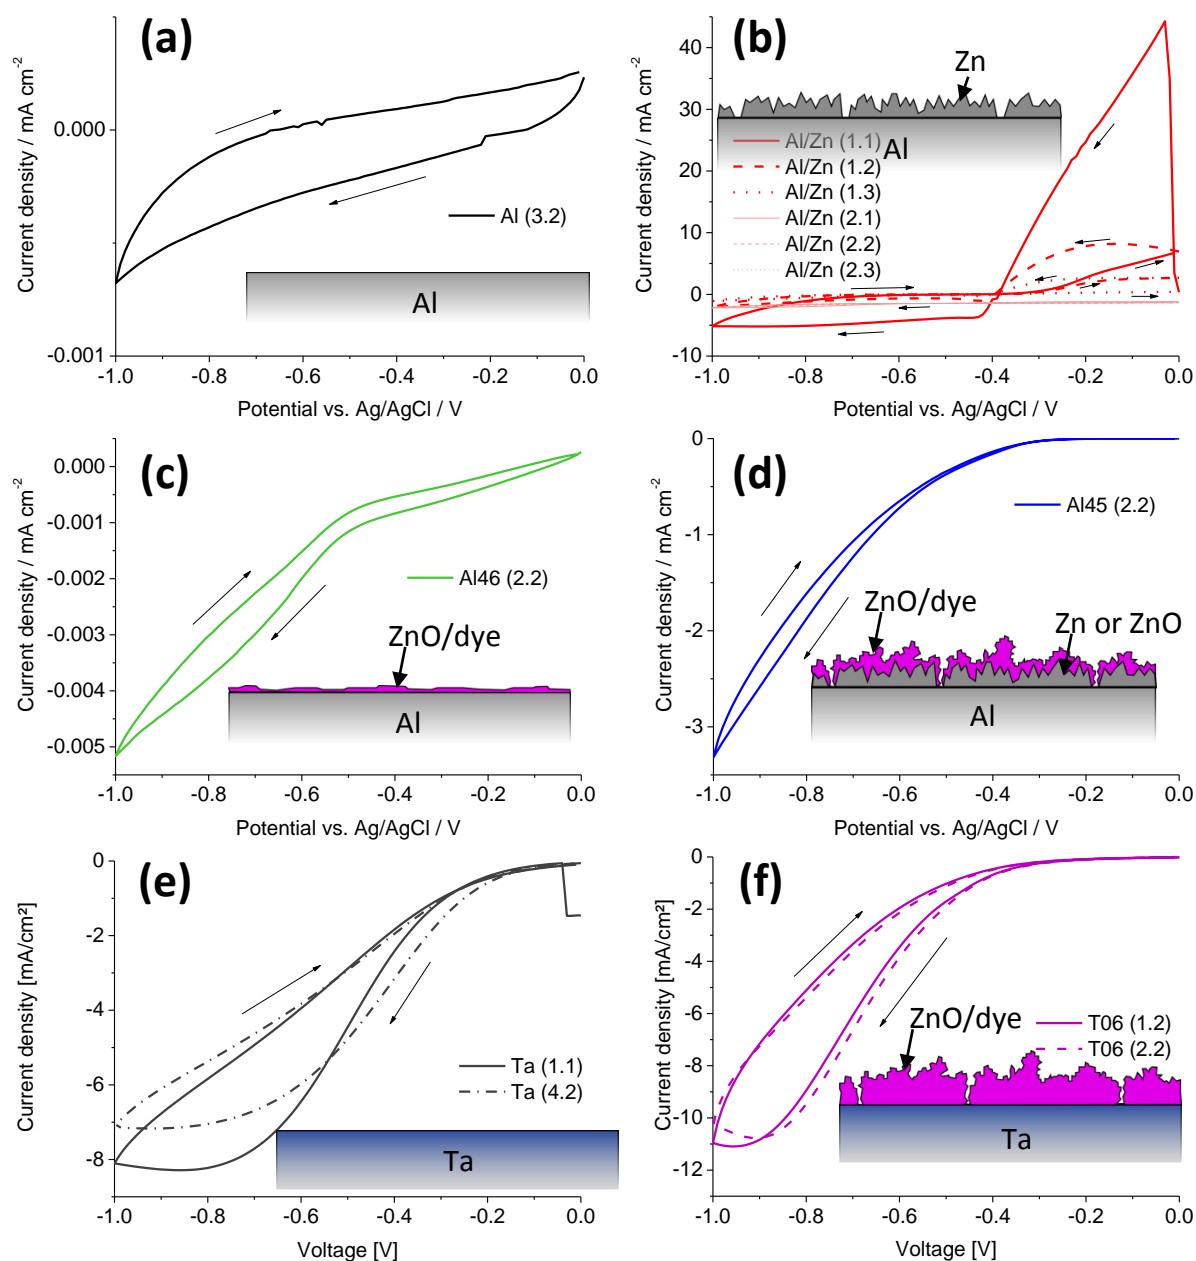 (a)
Current density / mA cm⁻²
0.000
-0.001
Al (3.2)
Al
-1.0 -0.8 -0.6 -0.4 -0.2 0.0
Potential vs. Ag/AgCl / V
(b)
Current density / mA cm⁻²
40
30
20
10
0
-10
Zn
Al
Al/Zn (1.1)
Al/Zn (1.2)
Al/Zn (1.3)
Al/Zn (2.1)
Al/Zn (2.2)
Al/Zn (2.3)
-1.0 -0.8 -0.6 -0.4 -0.2 0.0
Potential vs. Ag/AgCl / V
(c)
Current density / mA cm⁻²
0.000
-0.001
-0.002
-0.003
-0.004
-0.005
Al46 (2.2)
ZnO/dye
Al
-1.0 -0.8 -0.6 -0.4 -0.2 0.0
Potential vs. Ag/AgCl / V
(d)
Current density / mA cm⁻²
0
-1
-2
-3
Al45 (2.2)
ZnO/dye
Zn or ZnO
Al
-1.0 -0.8 -0.6 -0.4 -0.2 0.0
Potential vs. Ag/AgCl / V
(e)
Current density [mA/cm²]
0
-2
-4
-6
-8
Ta (1.1)
Ta (4.2)
Ta
-1.0 -0.8 -0.6 -0.4 -0.2 0.0
Voltage [V]
(f)
Current density [mA/cm²]
0
-2
-4
-6
-8
-10
-12
ZnO/dye
T06 (1.2)
T06 (2.2)
Ta
-1.0 -0.8 -0.6 -0.4 -0.2 0.0
Voltage [V]